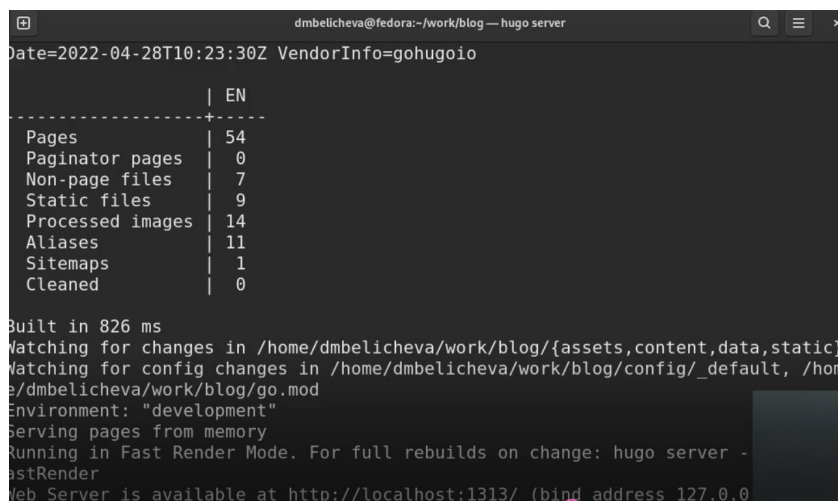 dmbelicheva@fedora:~/work/blog — hugo server
Date=2022-04-28T10:23:30Z VendorInfo=gohugoio
| EN
-------------------+-----
Pages | 54
Paginator pages | 0
Non-page files | 7
Static files | 9
Processed images | 14
Aliases | 11
Sitemaps | 1
Cleaned | 0
Built in 826 ms
Watching for changes in /home/dmbelicheva/work/blog/{assets,content,data,static}
Watching for config changes in /home/dmbelicheva/work/blog/config/_default, /hom
e/dmbelicheva/work/blog/go.mod
Environment: "development"
Serving pages from memory
Running in Fast Render Mode. For full rebuilds on change: hugo server -
astRender
Web Server is available at http://localhost:1313/ (bind address 127.0.0